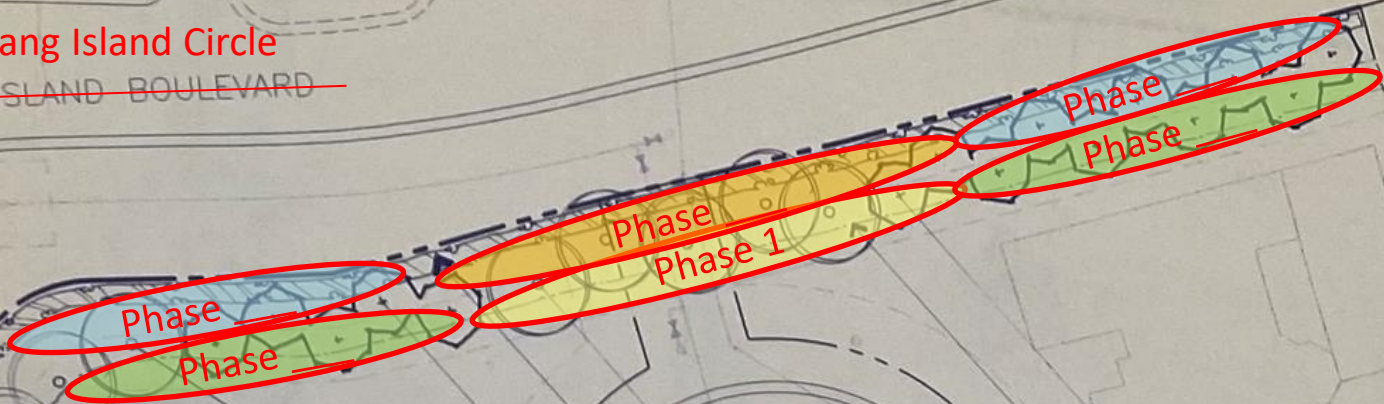 ang Island Circle
SLAND BOULEVARD
Phase ___
Phase ___
Phase
Phase 1
Phase ___
Phase ___